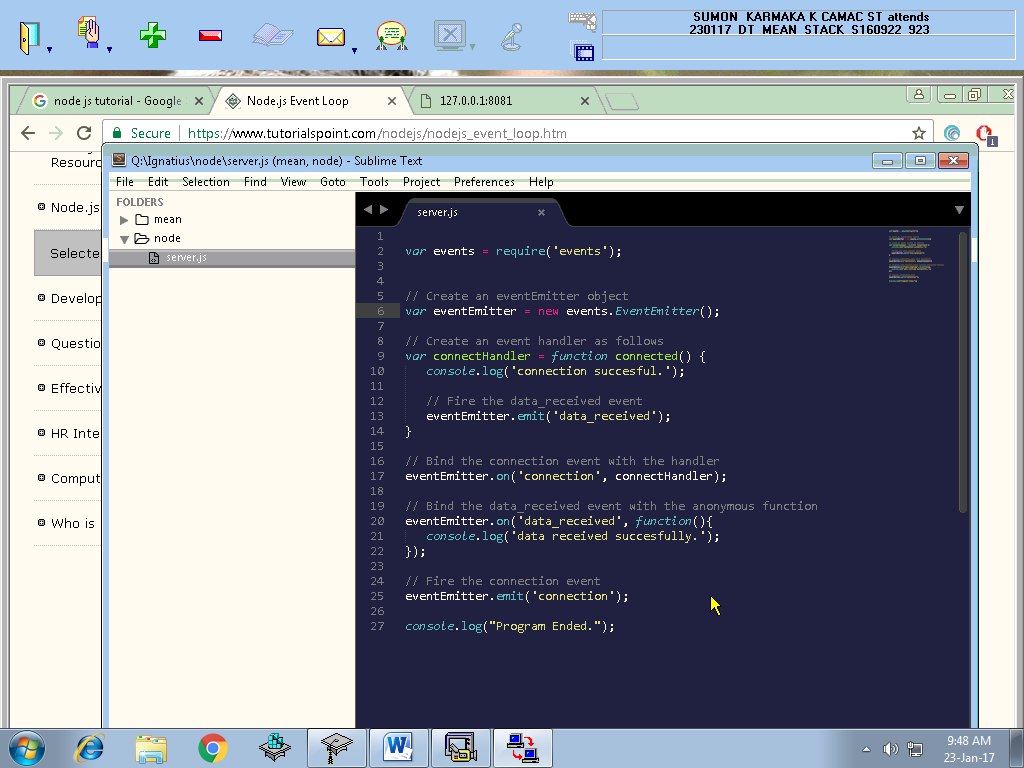 SUMON KARMAKA K CAMAC ST attends
230117 DT MEAN STACK S160922 923
node js tutorial - Google
Node.js Event Loop
127.0.0.1:8081
Secure
https://www.tutorialspoint.com/nodejs/nodejs_event_loop.htm
1
Resourc
Node.js
Selecte
Develop
Questio
Effectiv
HR Inte
Comput
Who is
Q:\Ignatius\node\server.js (mean, node) - Sublime Text
File Edit Selection Find View Goto Tools Project Preferences Help
FOLDERS
mean
node
server.js
server.js
1
2 var events = require('events');
3
4
5 // Create an eventEmitter object
6 var eventEmitter = new events.EventEmitter();
7
8 // Create an event handler as follows
9 var connectHandler = function connected() {
10 console.log('connection succesful.');
11
12 // Fire the data_received event
13 eventEmitter.emit('data_received');
14 }
15
16 // Bind the connection event with the handler
17 eventEmitter.on('connection', connectHandler);
18
19 // Bind the data_received event with the anonymous function
20 eventEmitter.on('data_received', function(){
21 console.log('data received succesfully.');
22 });
23
24 // Fire the connection event
25 eventEmitter.emit('connection');
26
27 console.log("Program Ended.");
9:48 AM
23-Jan-17